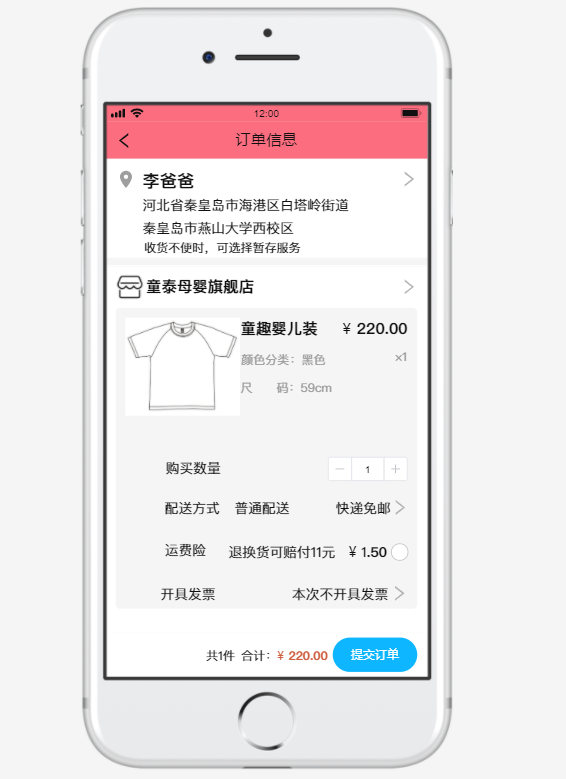 12:00
订单信息
李爸爸
河北省秦皇岛市海港区白塔岭街道
秦皇岛市燕山大学西校区
收货不便时，可选择暂存服务
童泰母婴旗舰店
童趣婴儿装 ¥ 220.00
颜色分类：黑色 x1
尺 码：59cm
购买数量 － 1 ＋
配送方式 普通配送 快递免邮
运费险 退换货可赔付11元 ¥ 1.50
开具发票 本次不开具发票
共1件 合计：¥ 220.00 提交订单